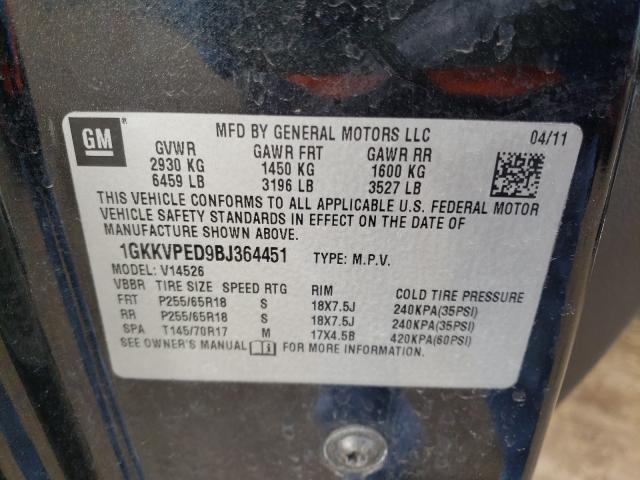 GM ®
MFD BY GENERAL MOTORS LLC 04/11
GVWR GAWR FRT GAWR RR
2930 KG 1450 KG 1600 KG
6459 LB 3196 LB 3527 LB
THIS VEHICLE CONFORMS TO ALL APPLICABLE U.S. FEDERAL MOTOR
VEHICLE SAFETY STANDARDS IN EFFECT ON THE DATE OF
MANUFACTURE SHOWN ABOVE.
1GKKVPED9BJ364451 TYPE: M.P.V.
MODEL: V14526
VBBR TIRE SIZE SPEED RTG RIM COLD TIRE PRESSURE
FRT P255/65R18 S 18X7.5J 240KPA(35PSI)
RR P255/65R18 S 18X7.5J 240KPA(35PSI)
SPA T145/70R17 M 17X4.5B 420KPA(60PSI)
SEE OWNER'S MANUAL FOR MORE INFORMATION